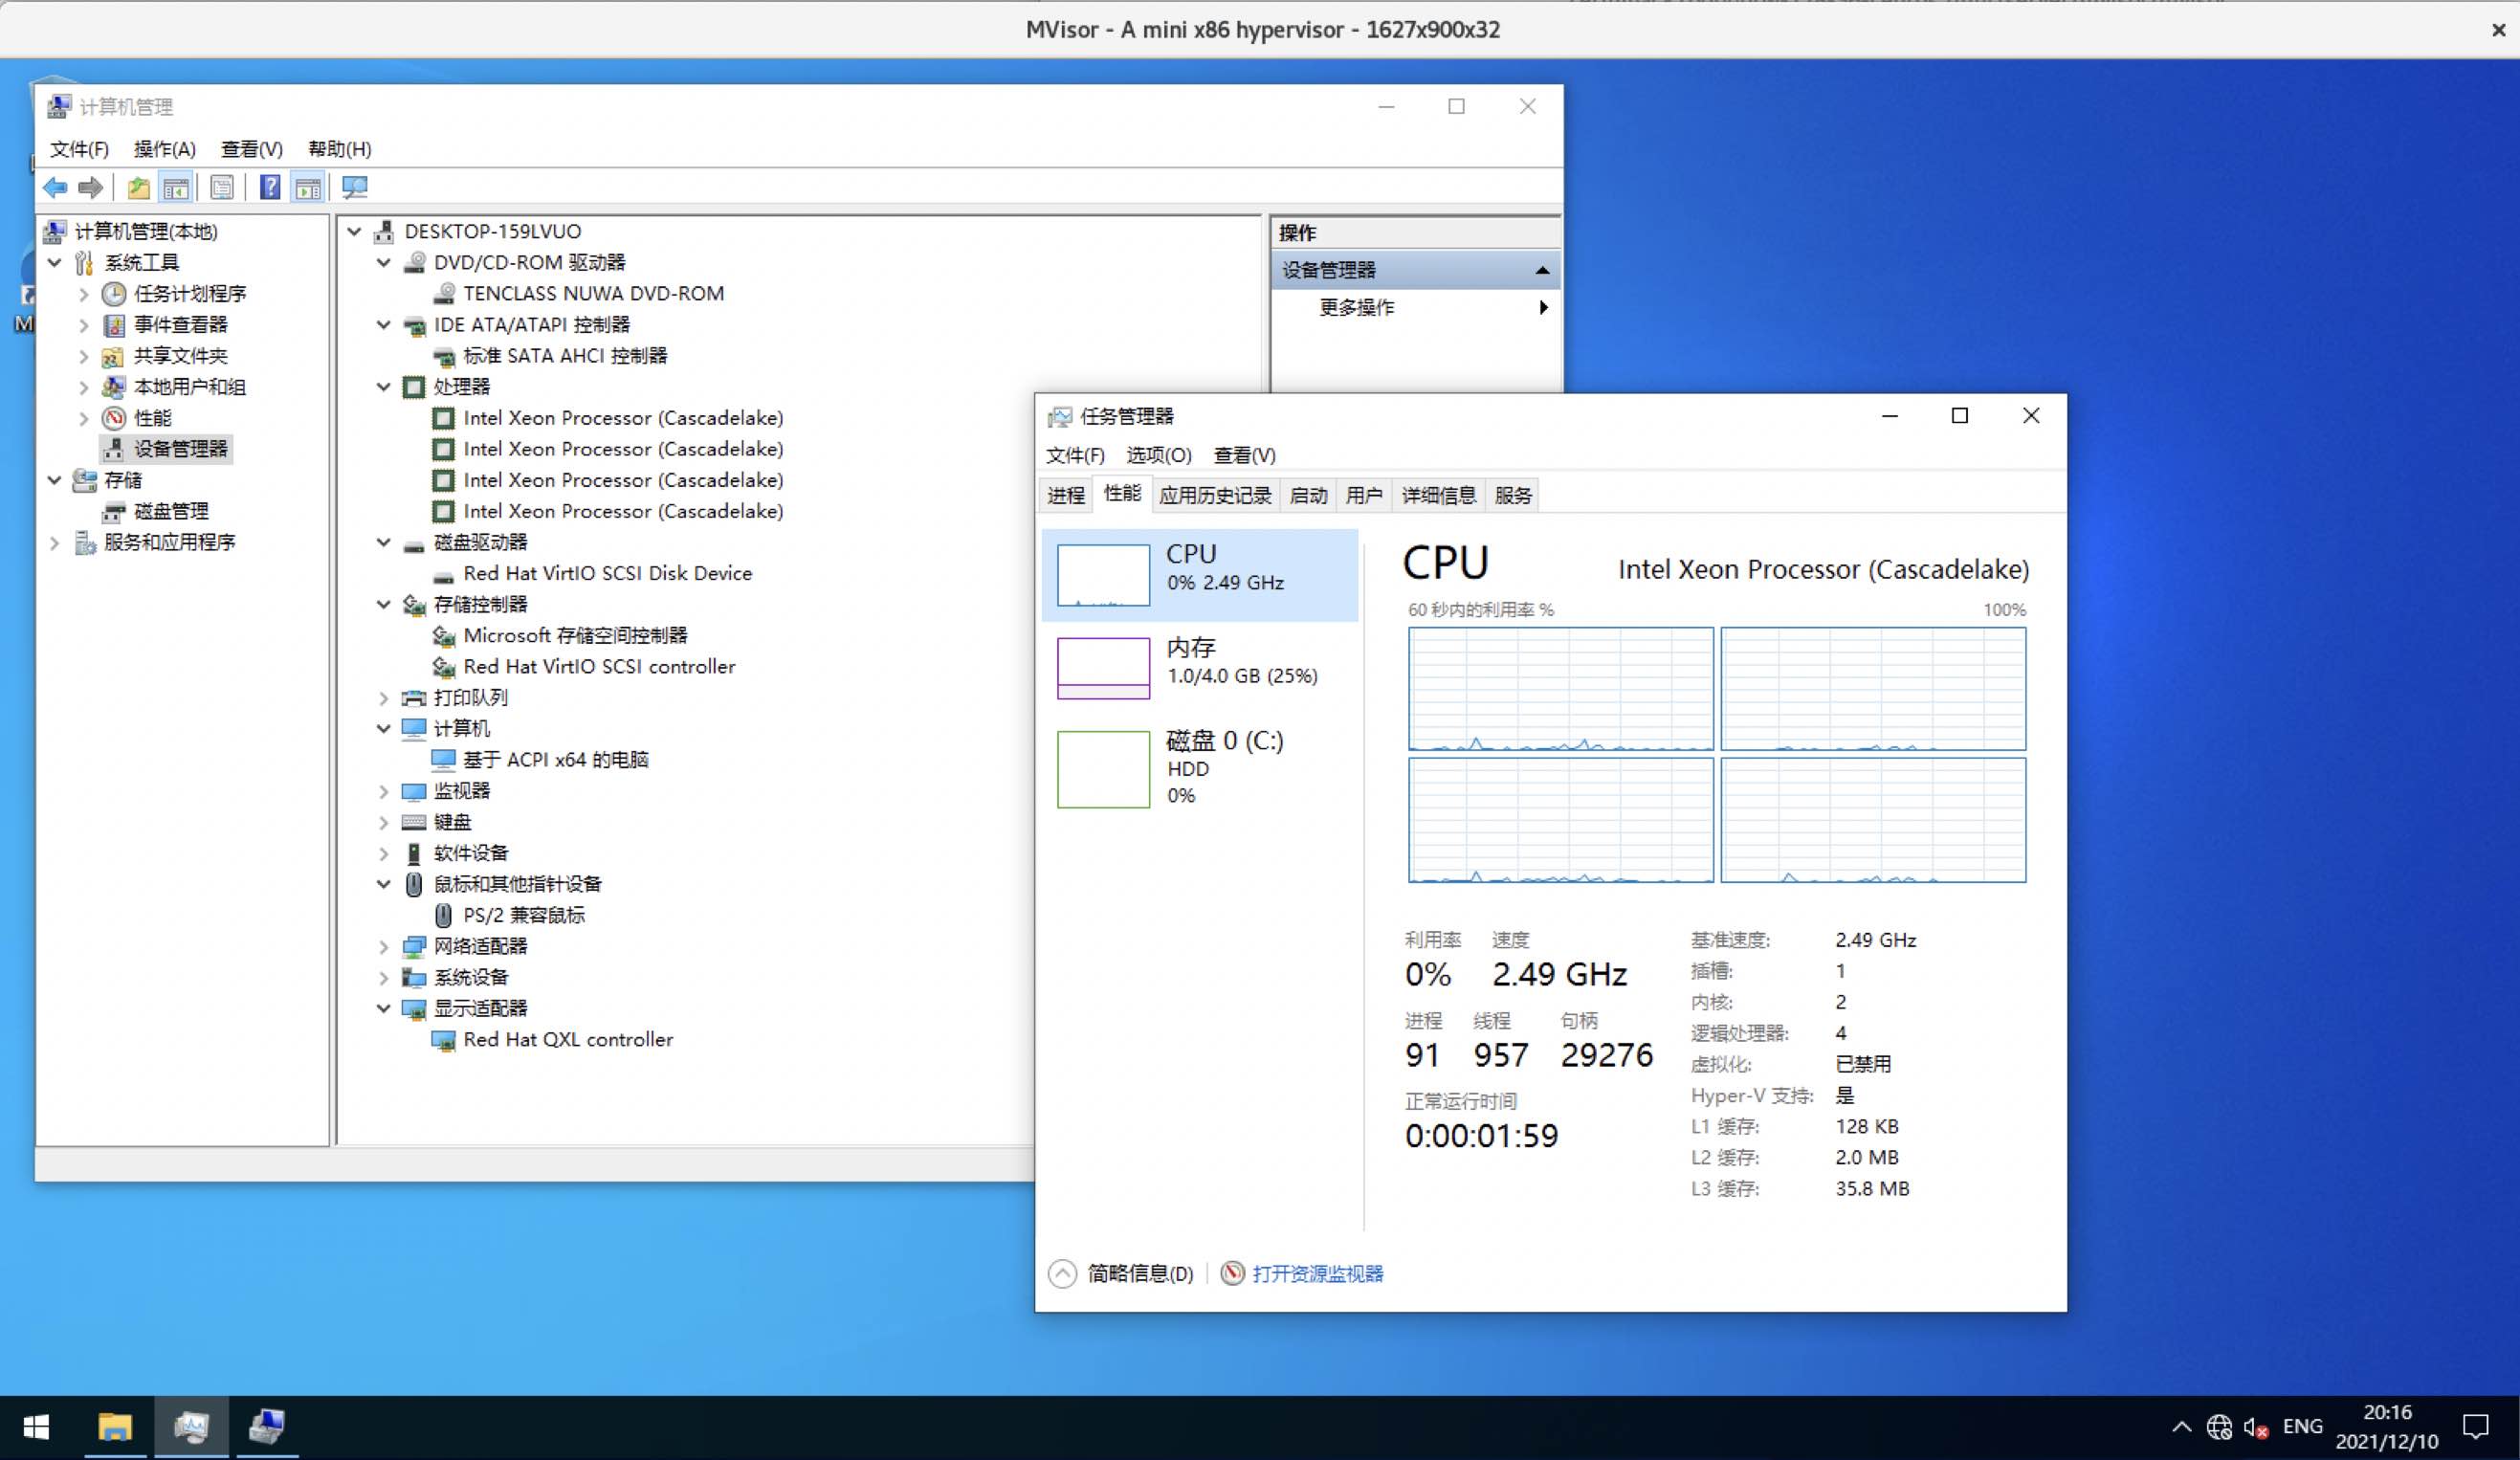 MVisor - A mini x86 hypervisor - 1627x900x32
计算机管理
文件(F) 操作(A) 查看(V) 帮助(H)
计算机管理(本地)
系统工具
任务计划程序
事件查看器
共享文件夹
本地用户和组
性能
设备管理器
存储
磁盘管理
服务和应用程序
DESKTOP-159LVUO
DVD/CD-ROM 驱动器
TENCLASS NUWA DVD-ROM
IDE ATA/ATAPI 控制器
标准 SATA AHCI 控制器
处理器
Intel Xeon Processor (Cascadelake)
Intel Xeon Processor (Cascadelake)
Intel Xeon Processor (Cascadelake)
Intel Xeon Processor (Cascadelake)
磁盘驱动器
Red Hat VirtIO SCSI Disk Device
存储控制器
Microsoft 存储空间控制器
Red Hat VirtIO SCSI controller
打印队列
计算机
基于 ACPI x64 的电脑
监视器
键盘
软件设备
鼠标和其他指针设备
PS/2 兼容鼠标
网络适配器
系统设备
显示适配器
Red Hat QXL controller
操作
设备管理器
更多操作
任务管理器
文件(F) 选项(O) 查看(V)
进程 性能 应用历史记录 启动 用户 详细信息 服务
CPU
0% 2.49 GHz
内存
1.0/4.0 GB (25%)
磁盘 0 (C:)
HDD
0%
CPU Intel Xeon Processor (Cascadelake)
60 秒内的利用率 % 100%
利用率 速度
0% 2.49 GHz
进程 线程 句柄
91 957 29276
正常运行时间
0:00:01:59
基准速度: 2.49 GHz
插槽: 1
内核: 2
逻辑处理器: 4
虚拟化: 已禁用
Hyper-V 支持: 是
L1 缓存: 128 KB
L2 缓存: 2.0 MB
L3 缓存: 35.8 MB
简略信息(D) 打开资源监视器
ENG
20:16
2021/12/10